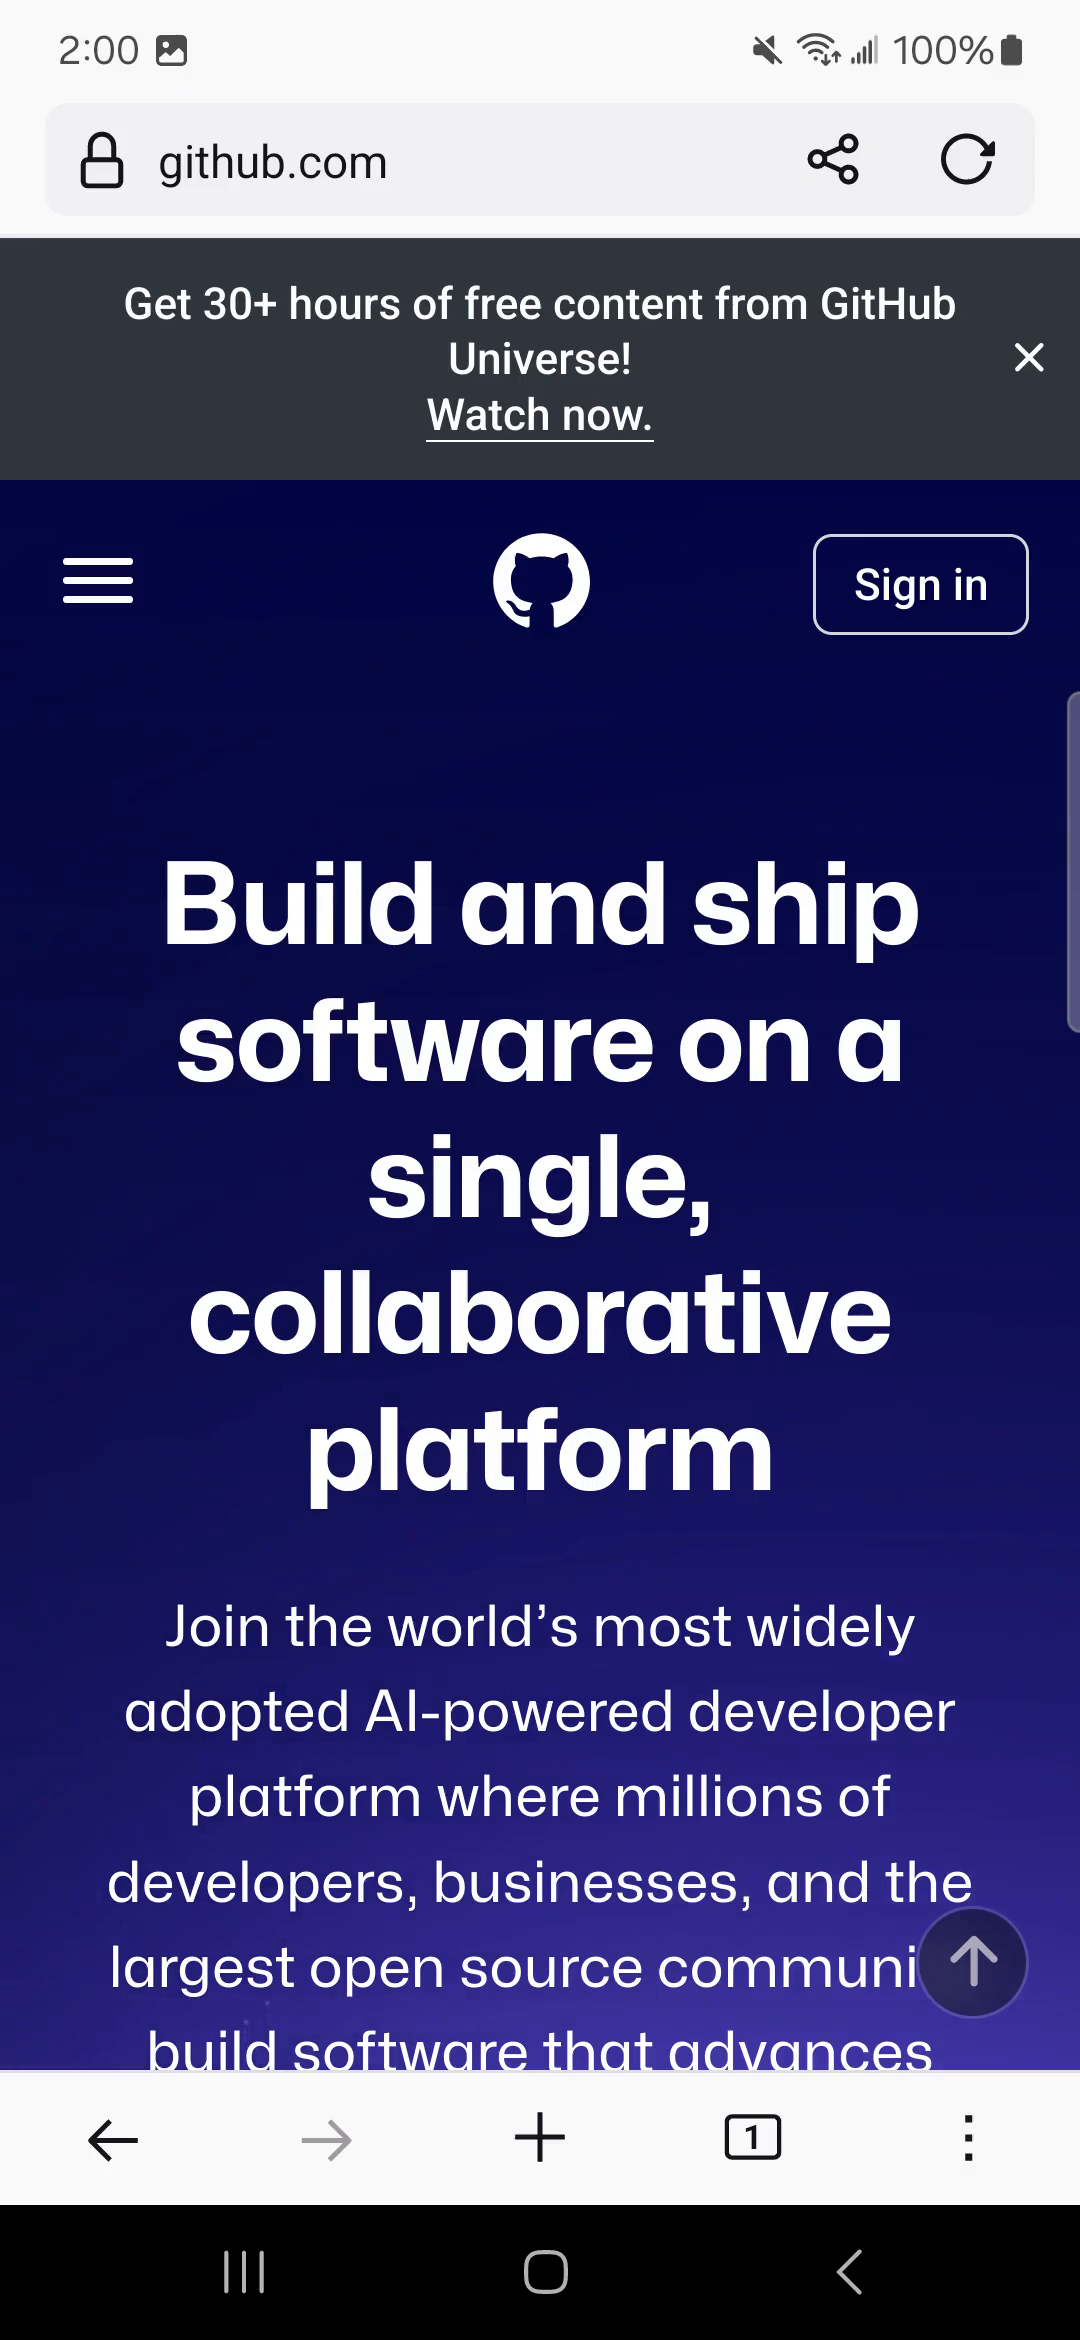 2:00
100%
github.com
Get 30+ hours of free content from GitHub
Universe!
Watch now.
Sign in
Build and ship
software on a
single,
collaborative
platform
Join the world’s most widely
adopted AI-powered developer
platform where millions of
developers, businesses, and the
largest open source communi
build software that advances
1